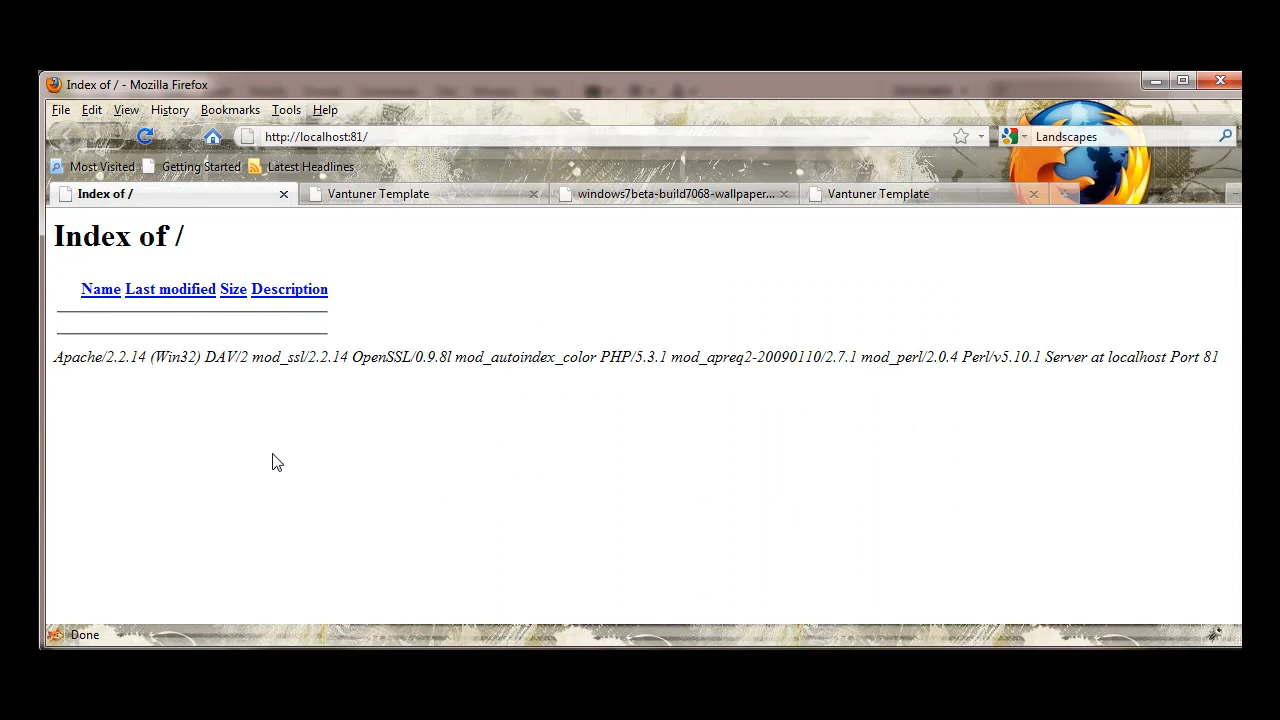 Index of / - Mozilla Firefox
File Edit View History Bookmarks Tools Help
http://localhost:81/ Landscapes
Most Visited Getting Started Latest Headlines
Index of / Vantuner Template windows7beta-build7068-wallpaper... Vantuner Template
Index of /
Name Last modified Size Description
Apache/2.2.14 (Win32) DAV/2 mod_ssl/2.2.14 OpenSSL/0.9.8l mod_autoindex_color PHP/5.3.1 mod_apreq2-20090110/2.7.1 mod_perl/2.0.4 Perl/v5.10.1 Server at localhost Port 81
Done